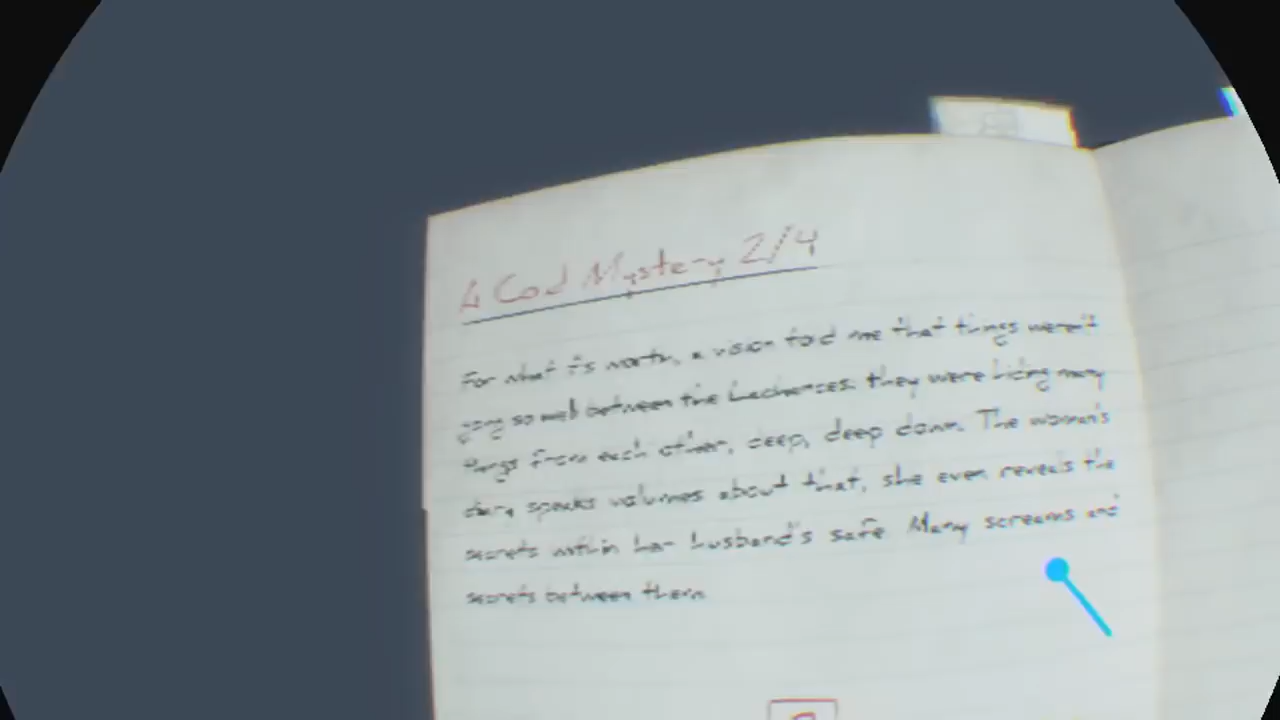 A Cod Mystery 2/4
For what it's worth, a vision told me that things weren't
going so well between the they were hiding many
things from each other, deep, deep down. The woman's
diary speaks volumes about that, she even reveals the
secrets within her husband's safe. Many screams and
secrets between them